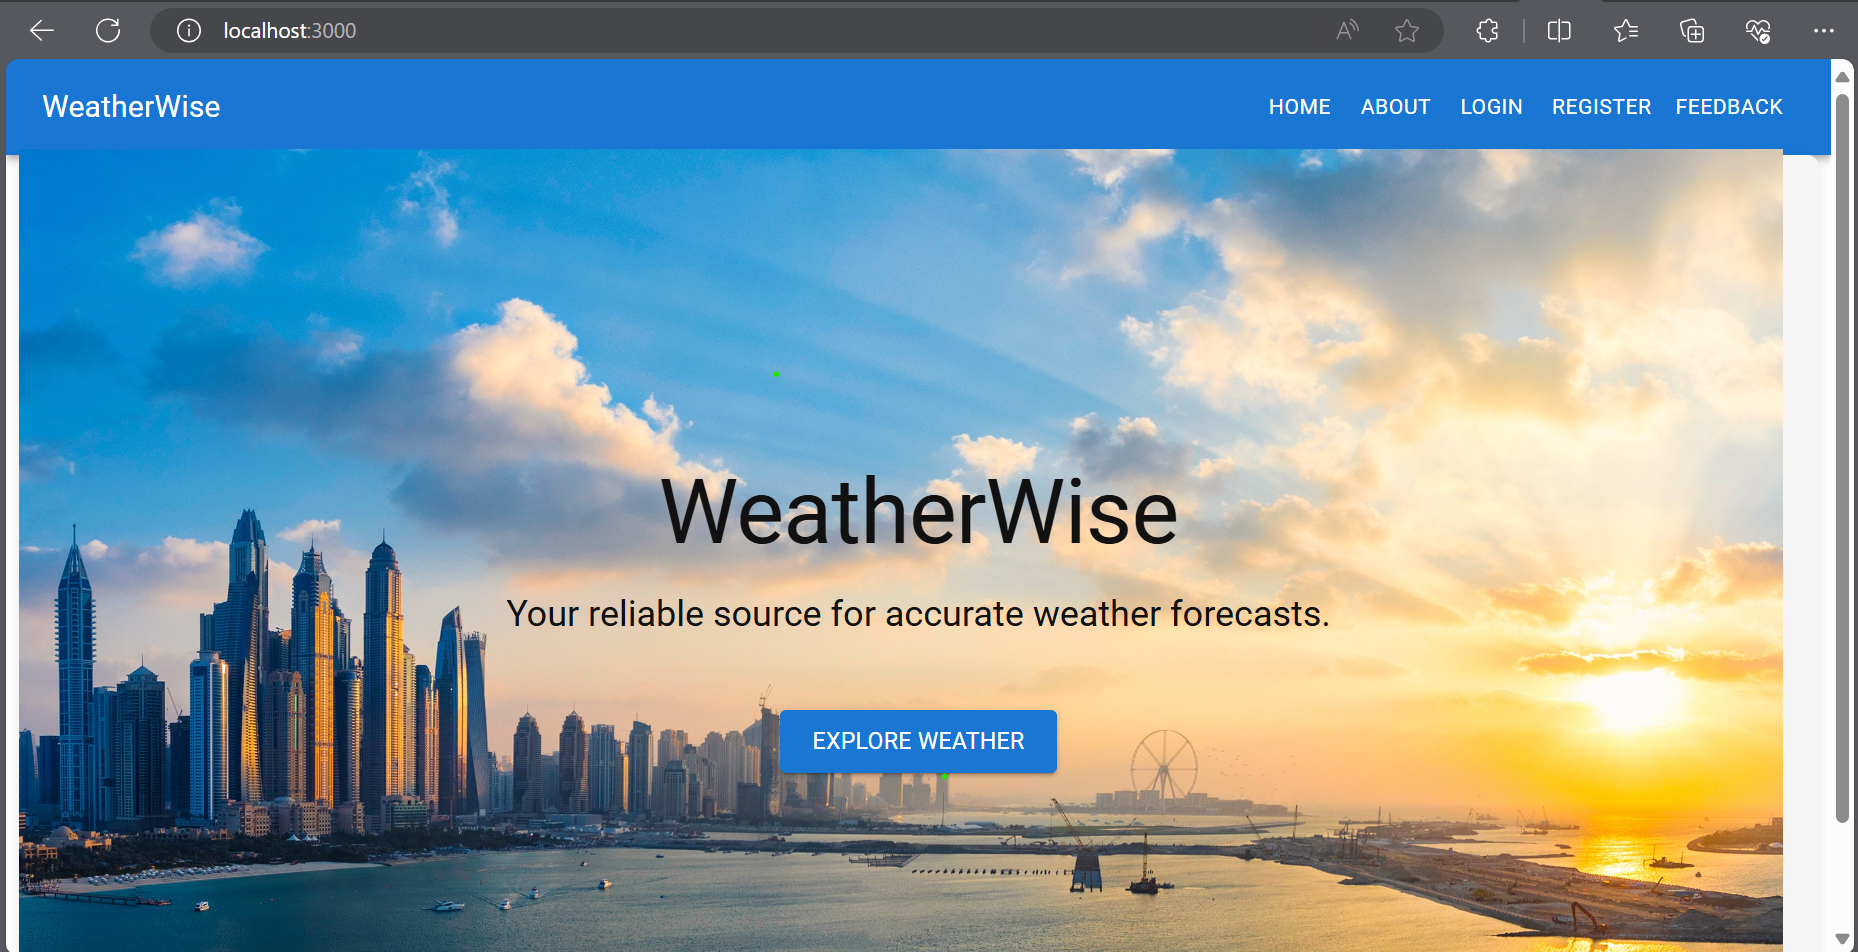 localhost:3000
WeatherWise
HOME ABOUT LOGIN REGISTER FEEDBACK
WeatherWise
Your reliable source for accurate weather forecasts.
EXPLORE WEATHER